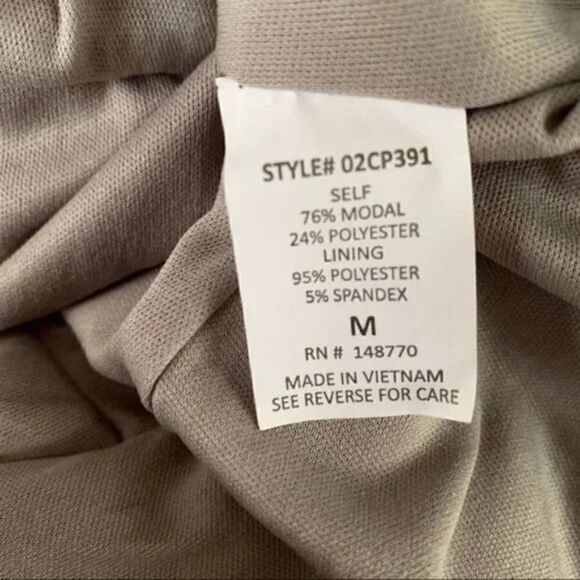 STYLE# 02CP391
SELF
76% MODAL
24% POLYESTER
LINING
95% POLYESTER
5% SPANDEX
M
RN # 148770
MADE IN VIETNAM
SEE REVERSE FOR CARE